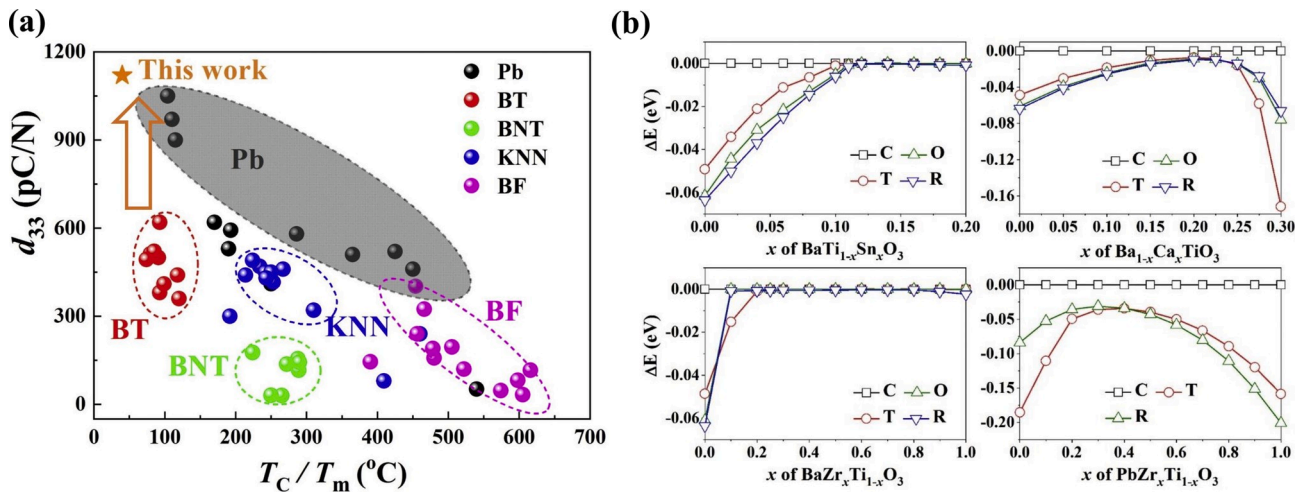 (a)
1200
900
600
300
0
0 100 200 300 400 500 600 700
d₃₃ (pC/N)
T_C / T_m (°C)
This work
Pb
BT
BNT
KNN
BF
Pb
BT
BNT
KNN
BF
(b)
0.00
-0.02
-0.04
-0.06
ΔE (eV)
C O
T R
0.00 0.05 0.10 0.15 0.20
x of BaTi₁₋ₓSnₓO₃
0.00
-0.04
-0.08
-0.12
-0.16
C O
T R
0.00 0.05 0.10 0.15 0.20 0.25 0.30
x of Ba₁₋ₓCaₓTiO₃
0.00
-0.02
-0.04
-0.06
ΔE (eV)
C O
T R
0.0 0.2 0.4 0.6 0.8 1.0
x of BaZrₓTi₁₋ₓO₃
0.00
-0.05
-0.10
-0.15
-0.20
C T
R
0.0 0.2 0.4 0.6 0.8 1.0
x of PbZrₓTi₁₋ₓO₃